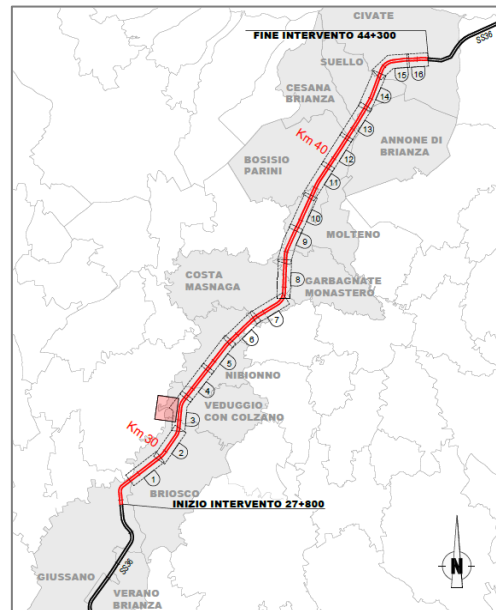 CIVATE
FINE INTERVENTO 44+300
SS36
SUELLO
15
16
CESANA
BRIANZA
14
13
Km 40
ANNONE DI
BRIANZA
12
BOSISIO
PARINI
11
10
MOLTENO
9
COSTA
MASNAGA
8
GARBAGNATE
MONASTERO
7
6
5
NIBIONNO
4
VEDUGGIO
CON COLZANO
3
Km 30
2
1
BRIOSCO
INIZIO INTERVENTO 27+800
SS36
N
GIUSSANO
VERANO
BRIANZA